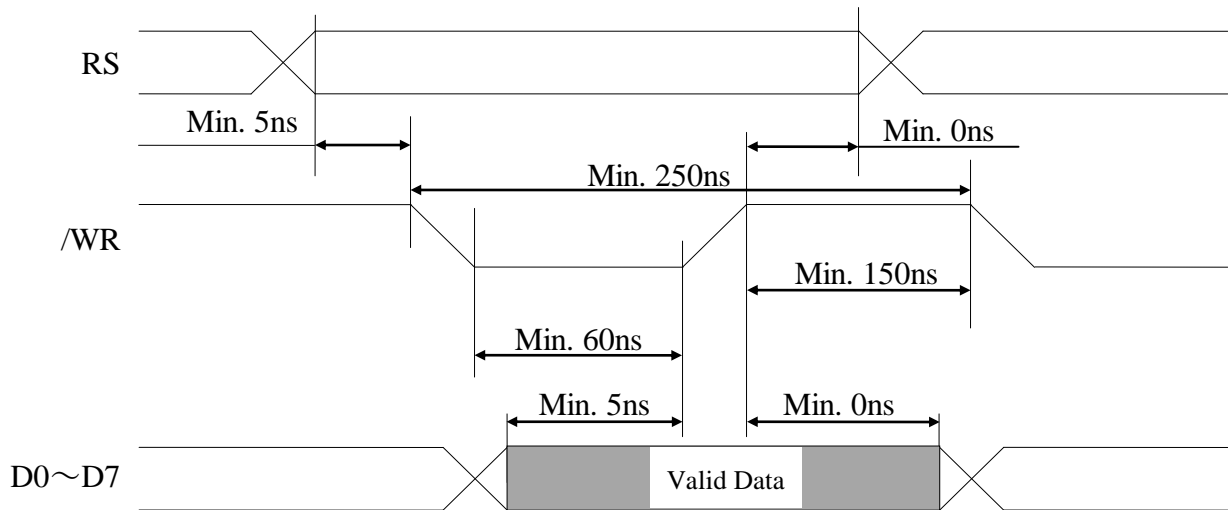 RS
Min. 5ns
Min. 0ns
Min. 250ns
/WR
Min. 150ns
Min. 60ns
Min. 5ns
Min. 0ns
D0～D7
Valid Data